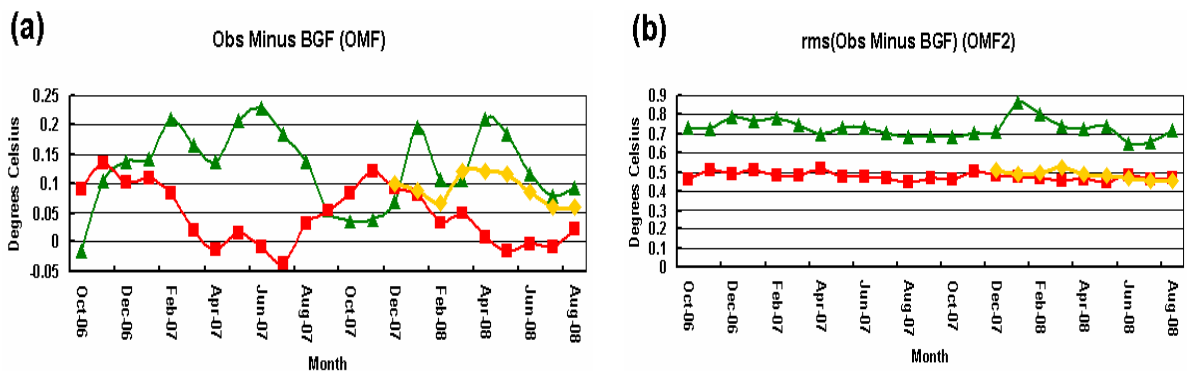 (a)
Obs Minus BGF (OMF)
Degrees Celsius
0.25
0.2
0.15
0.1
0.05
0
-0.05
Oct-06
Dec-06
Feb-07
Apr-07
Jun-07
Aug-07
Oct-07
Dec-07
Feb-08
Apr-08
Jun-08
Aug-08
Month
(b)
rms(Obs Minus BGF) (OMF2)
Degrees Celsius
0.9
0.8
0.7
0.6
0.5
0.4
0.3
0.2
0.1
0
Oct-06
Dec-06
Feb-07
Apr-07
Jun-07
Aug-07
Oct-07
Dec-07
Feb-08
Apr-08
Jun-08
Aug-08
Month